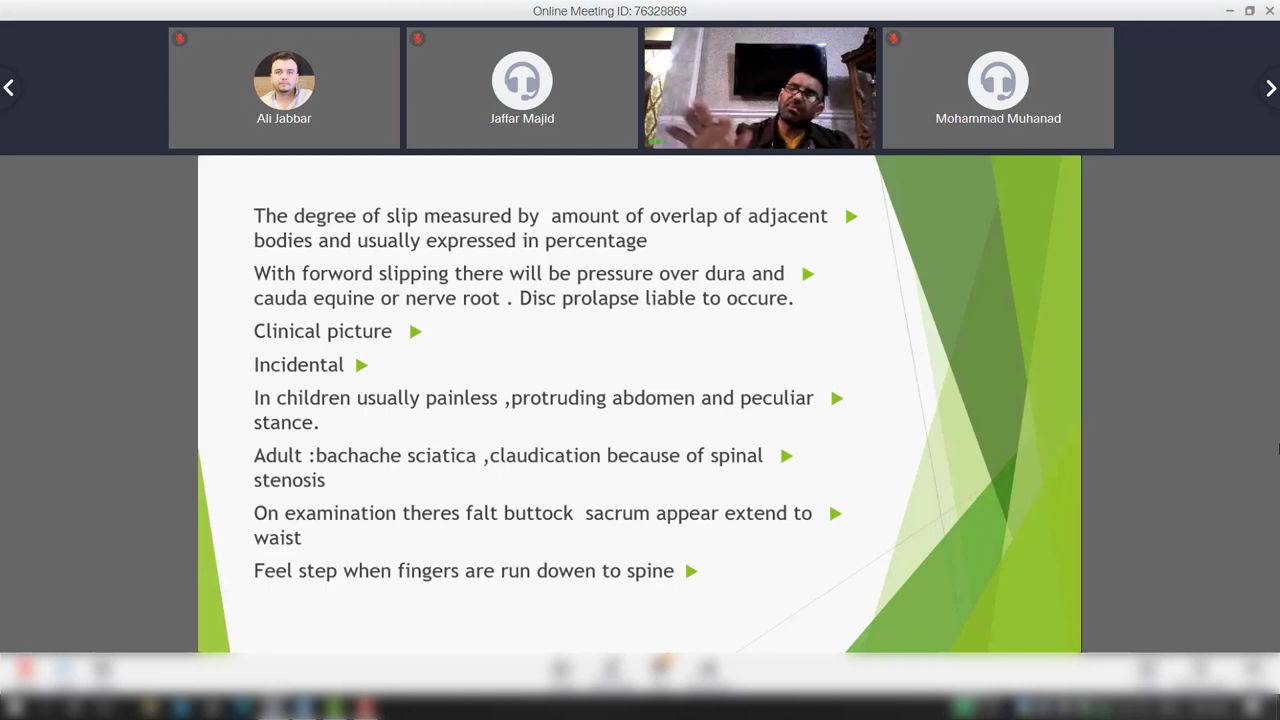 Online Meeting ID: 76328869
Ali Jabbar
Jaffar Majid
Mohammad Muhanad
The degree of slip measured by amount of overlap of adjacent
bodies and usually expressed in percentage
With forword slipping there will be pressure over dura and
cauda equine or nerve root . Disc prolapse liable to occure.
Clinical picture
Incidental
In children usually painless ,protruding abdomen and peculiar
stance.
Adult :bachache sciatica ,claudication because of spinal
stenosis
On examination theres falt buttock sacrum appear extend to
waist
Feel step when fingers are run dowen to spine